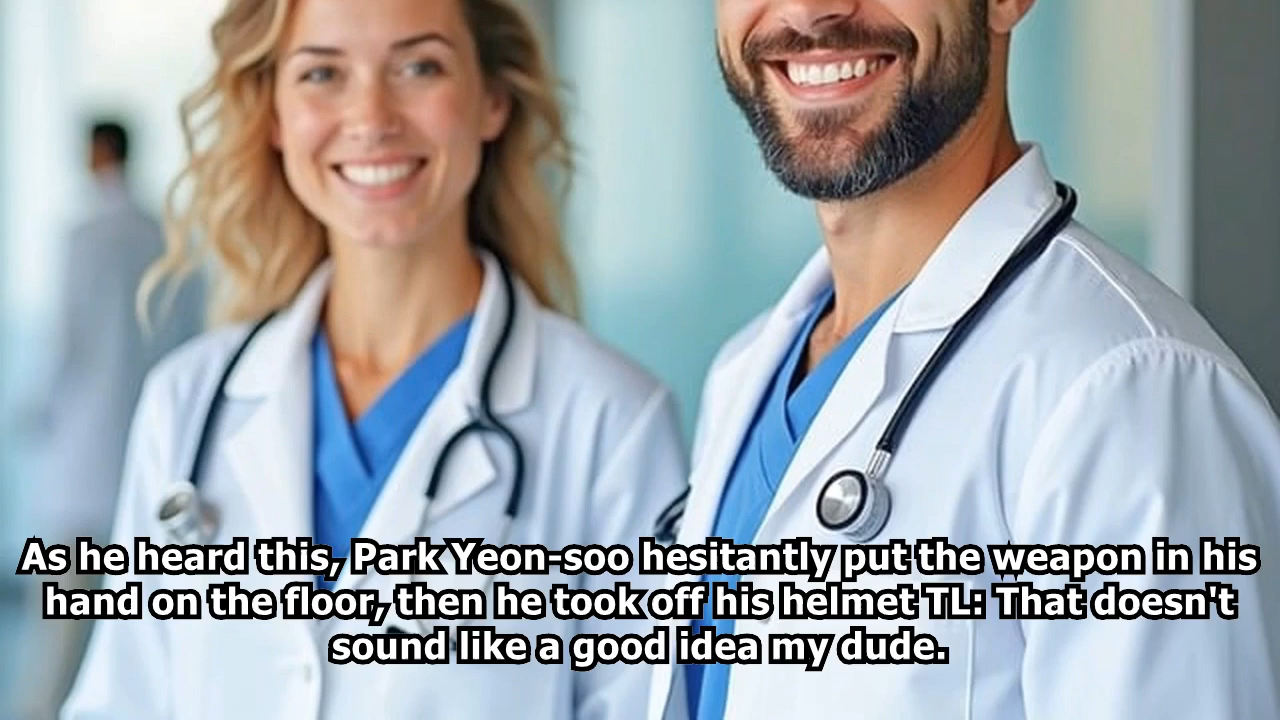 As he heard this, Park Yeon-soo hesitantly put the weapon in his
hand on the floor, then he took off his helmet TL: That doesn't
sound like a good idea my dude.